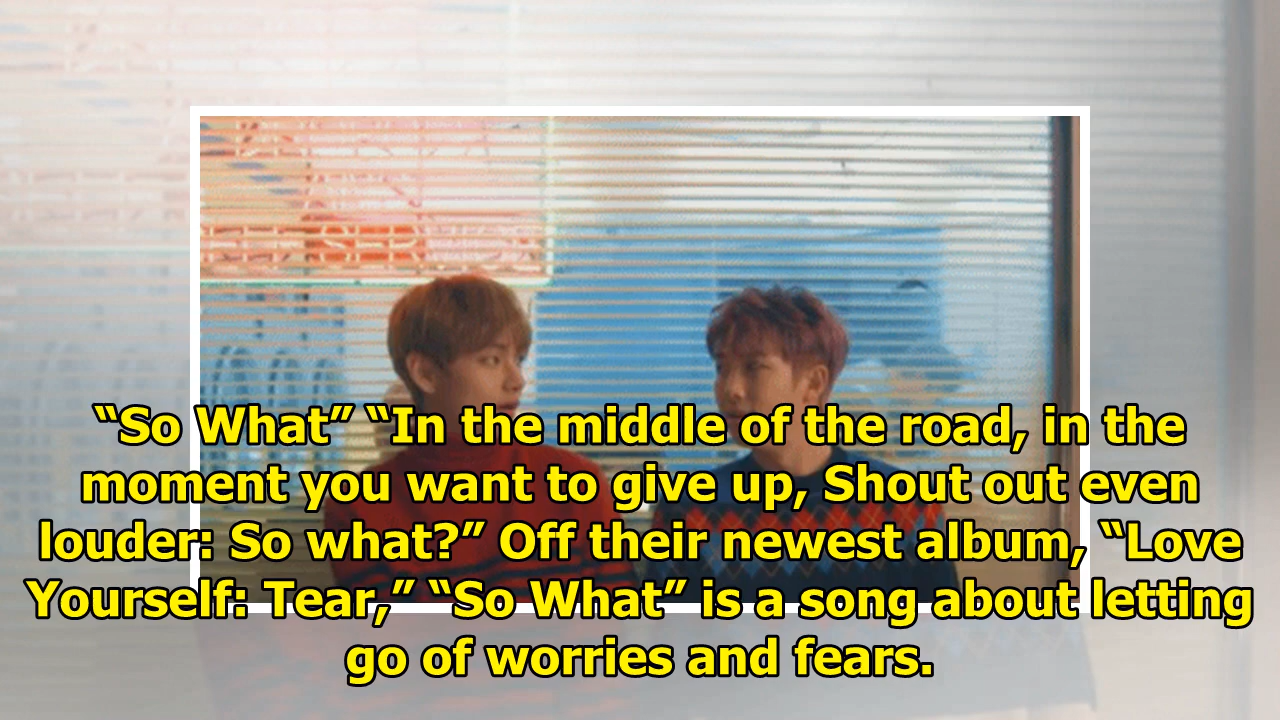 “So What” “In the middle of the road, in the
moment you want to give up, Shout out even
louder: So what?” Off their newest album, “Love
Yourself: Tear,” “So What” is a song about letting
go of worries and fears.